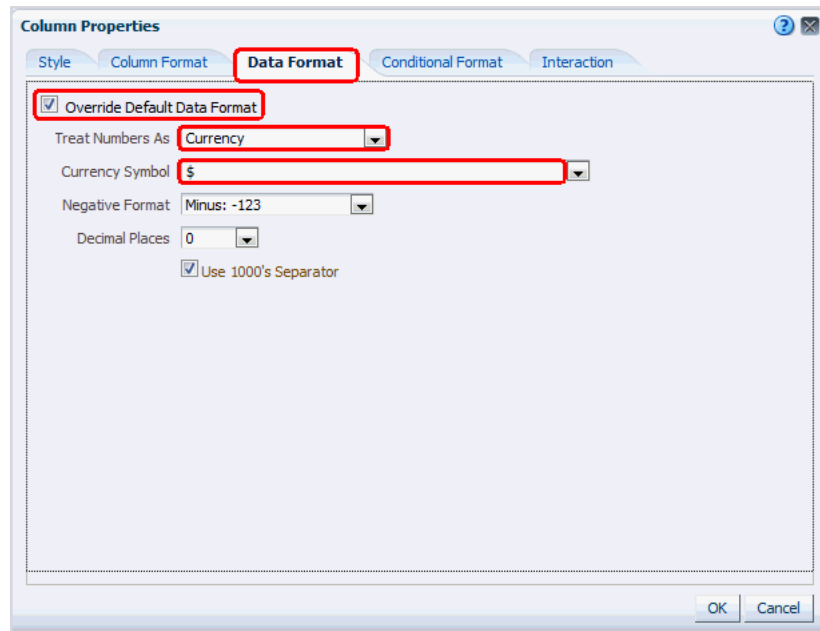 Column Properties
Style Column Format Data Format Conditional Format Interaction
Override Default Data Format
Treat Numbers As Currency
Currency Symbol $
Negative Format Minus: -123
Decimal Places 0
Use 1000's Separator
OK Cancel